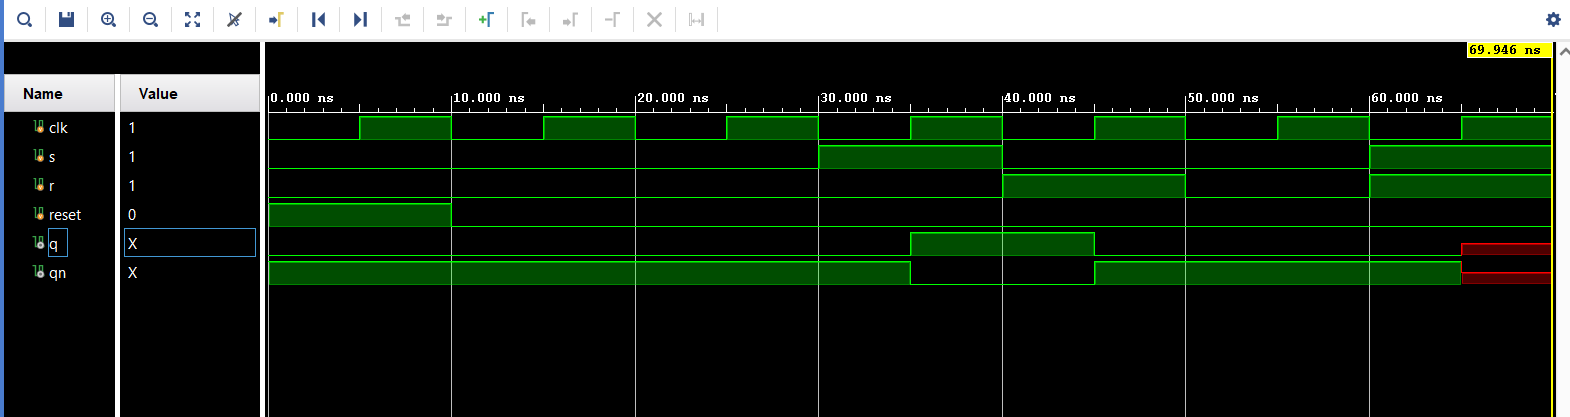 69.946 ns
Name Value
0.000 ns 10.000 ns 20.000 ns 30.000 ns 40.000 ns 50.000 ns 60.000 ns
clk 1
s 1
r 1
reset 0
q X
qn X